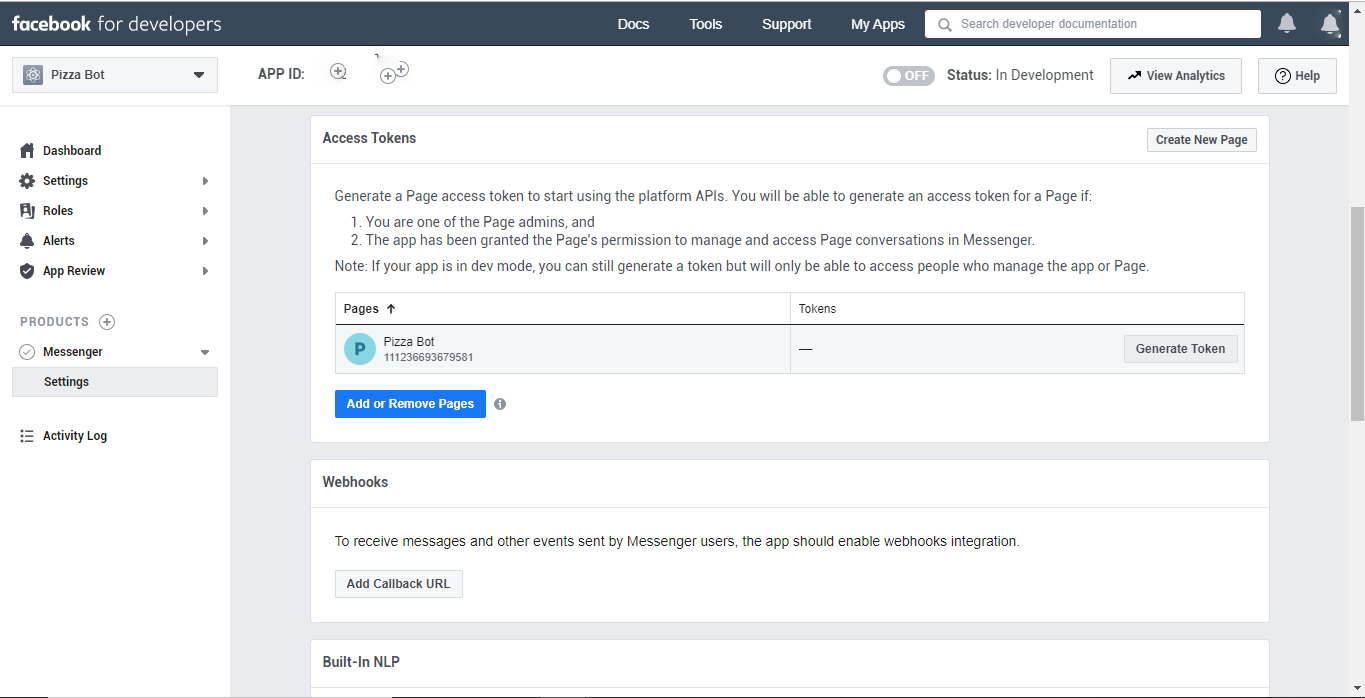 facebook for developers
Docs
Tools
Support
My Apps
Search developer documentation
Pizza Bot
APP ID:
OFF
Status: In Development
View Analytics
Help
Dashboard
Settings
Roles
Alerts
App Review
PRODUCTS
Messenger
Settings
Activity Log
Access Tokens
Create New Page
Generate a Page access token to start using the platform APIs. You will be able to generate an access token for a Page if:
1. You are one of the Page admins, and
2. The app has been granted the Page's permission to manage and access Page conversations in Messenger.
Note: If your app is in dev mode, you can still generate a token but will only be able to access people who manage the app or Page.
Pages ↑
Tokens
P
Pizza Bot
111236693679581
—
Generate Token
Add or Remove Pages
Webhooks
To receive messages and other events sent by Messenger users, the app should enable webhooks integration.
Add Callback URL
Built-In NLP